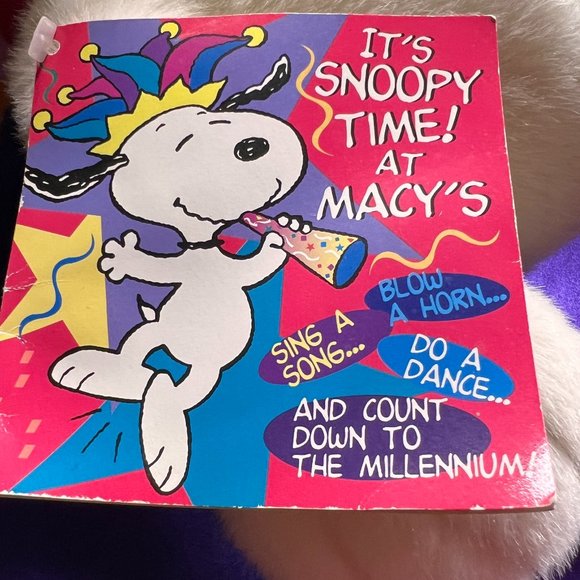 IT'S
SNOOPY
TIME!
AT
MACY'S
BLOW
A HORN...
SING A
SONG...
DO A
DANCE...
AND COUNT
DOWN TO
THE MILLENNIUM!